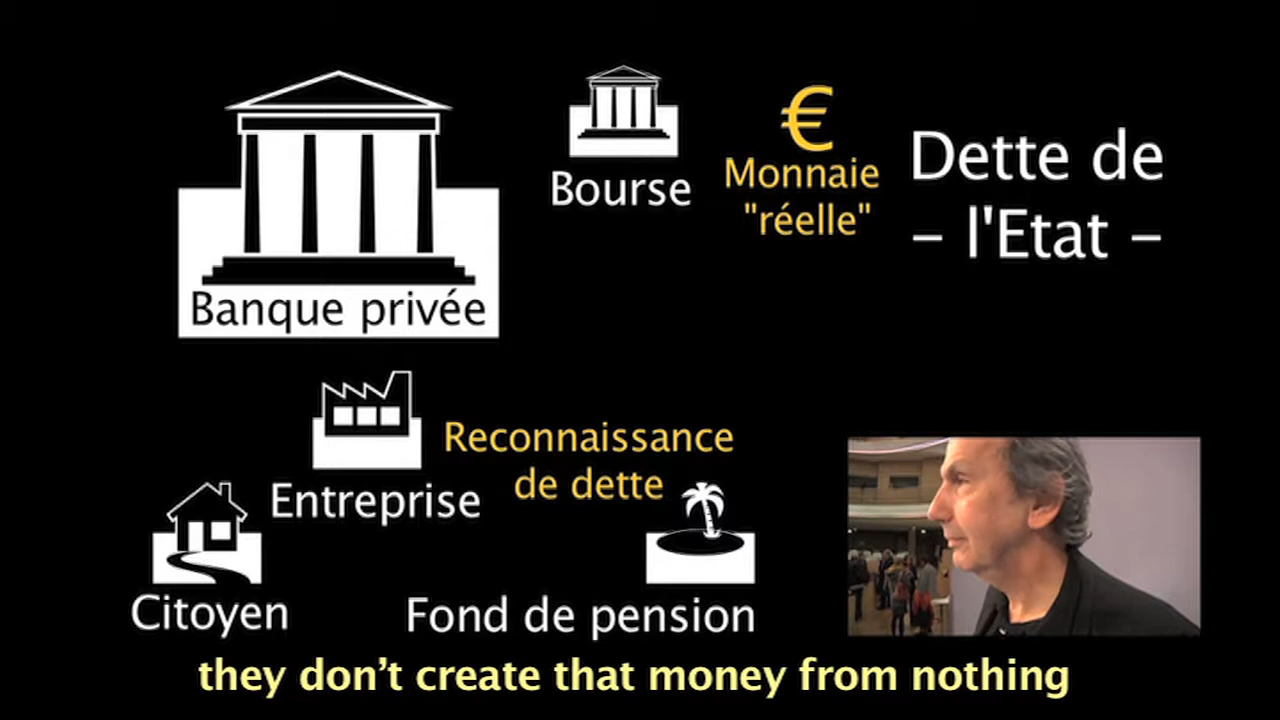 €
Bourse
Monnaie
"réelle"
Dette de
– l'Etat –
Banque privée
Reconnaissance
de dette
Entreprise
Citoyen
Fond de pension
they don’t create that money from nothing